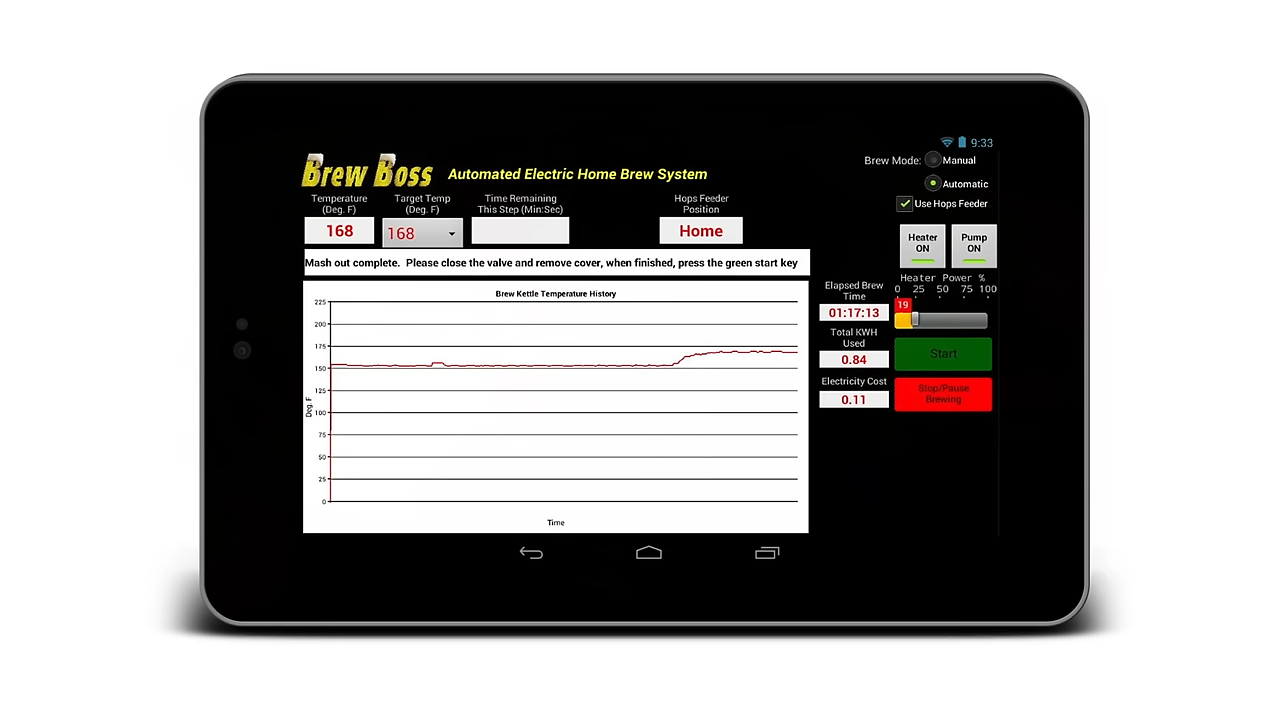 9:33
Brew Boss
Automated Electric Home Brew System
Brew Mode:
Manual
Automatic
Use Hops Feeder
Temperature
(Deg. F)
168
Target Temp
(Deg. F)
168
Time Remaining
This Step (Min:Sec)
Hops Feeder
Position
Home
Heater
ON
Pump
ON
Mash out complete.  Please close the valve and remove cover, when finished, press the green start key
Heater Power %
0 25 50 75 100
19
Elapsed Brew
Time
01:17:13
Total KWH
Used
0.84
Electricity Cost
0.11
Start
Stop/Pause
Brewing
Brew Kettle Temperature History
225
200
175
150
125
100
75
50
25
0
Deg. F
Time